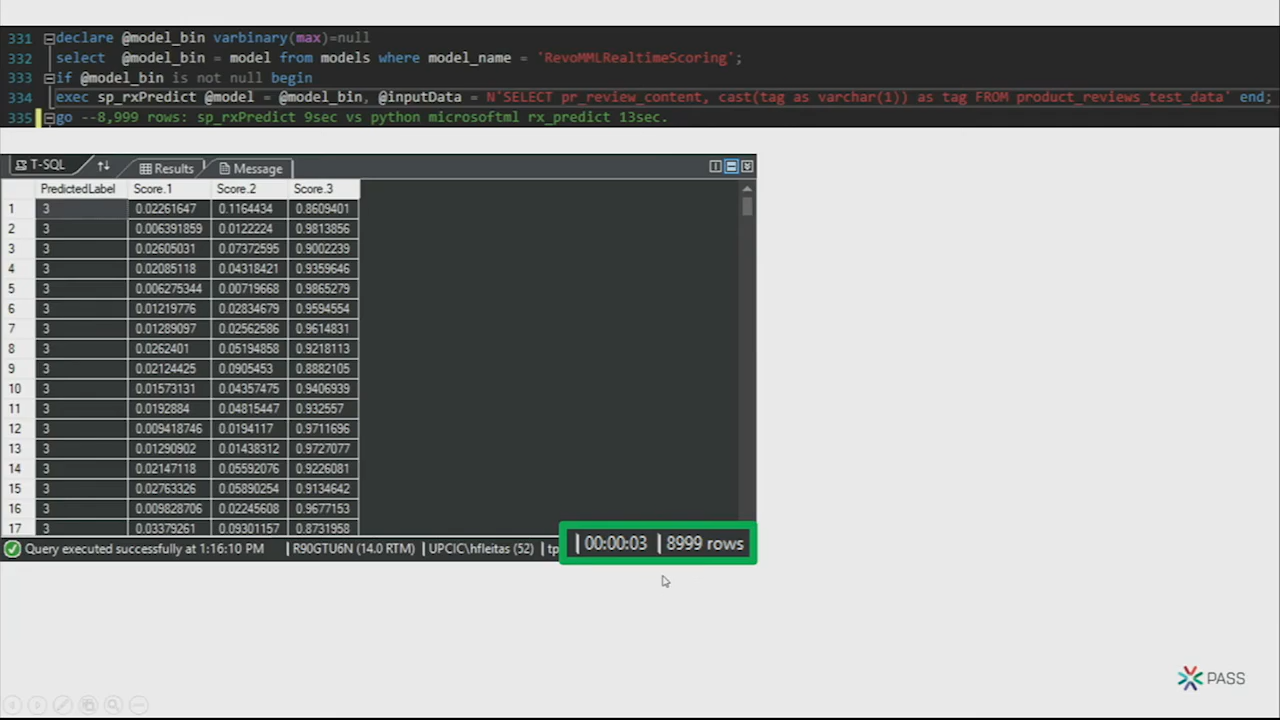 331 declare @model_bin varbinary(max)=null
332 select @model_bin = model from models where model_name = 'RevoMMLRealtimeScoring';
333 if @model_bin is not null begin
334 exec sp_rxPredict @model = @model_bin, @inputData = N'SELECT pr_review_content, cast(tag as varchar(1)) as tag FROM product_reviews_test_data' end;
335 go --8,999 rows: sp_rxPredict 9sec vs python microsoftml rx_predict 13sec.
T-SQL Results Message
PredictedLabel Score.1 Score.2 Score.3
1 3 0.02261647 0.1164434 0.8609401
2 3 0.006391859 0.0122224 0.9813856
3 3 0.02605031 0.07372595 0.9002239
4 3 0.02085118 0.04318421 0.9359646
5 3 0.006275344 0.00719668 0.9865279
6 3 0.01219776 0.02834679 0.9594554
7 3 0.01289097 0.02562586 0.9614831
8 3 0.0262401 0.05194858 0.9218113
9 3 0.02124425 0.0905453 0.8882105
10 3 0.01573131 0.04357475 0.9406939
11 3 0.0192884 0.04815447 0.932557
12 3 0.009418746 0.0194117 0.9711696
13 3 0.01290902 0.01438312 0.9727077
14 3 0.02147118 0.05592076 0.9226081
15 3 0.02763326 0.05890254 0.9134642
16 3 0.009828706 0.02245608 0.9677153
17 3 0.03379261 0.09301157 0.8731958
Query executed successfully at 1:16:10 PM | R90GTU6N (14.0 RTM) | UPCIC\hfleitas (52) | tp
| 00:00:03 | 8999 rows
PASS